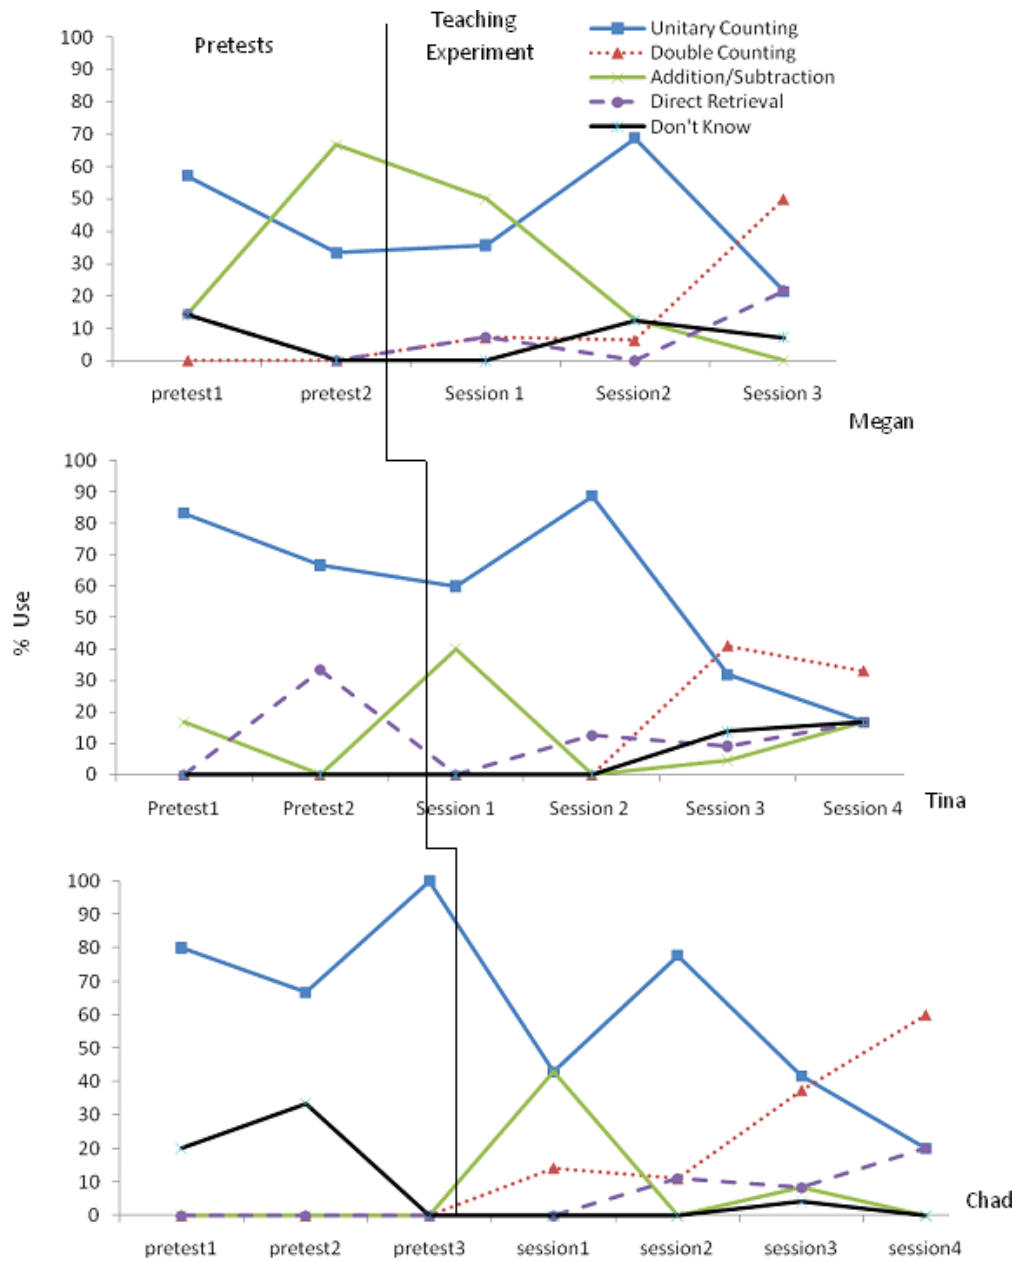 Pretests
Teaching
Experiment
Unitary Counting
Double Counting
Addition/Subtraction
Direct Retrieval
Don't Know
100
90
80
70
60
50
40
30
20
10
0
pretest1 pretest2 Session 1 Session2 Session 3
Megan
% Use
100
90
80
70
60
50
40
30
20
10
0
Pretest1 Pretest2 Session 1 Session 2 Session 3 Session 4
Tina
100
90
80
70
60
50
40
30
20
10
0
pretest1 pretest2 pretest3 session1 session2 session3 session4
Chad